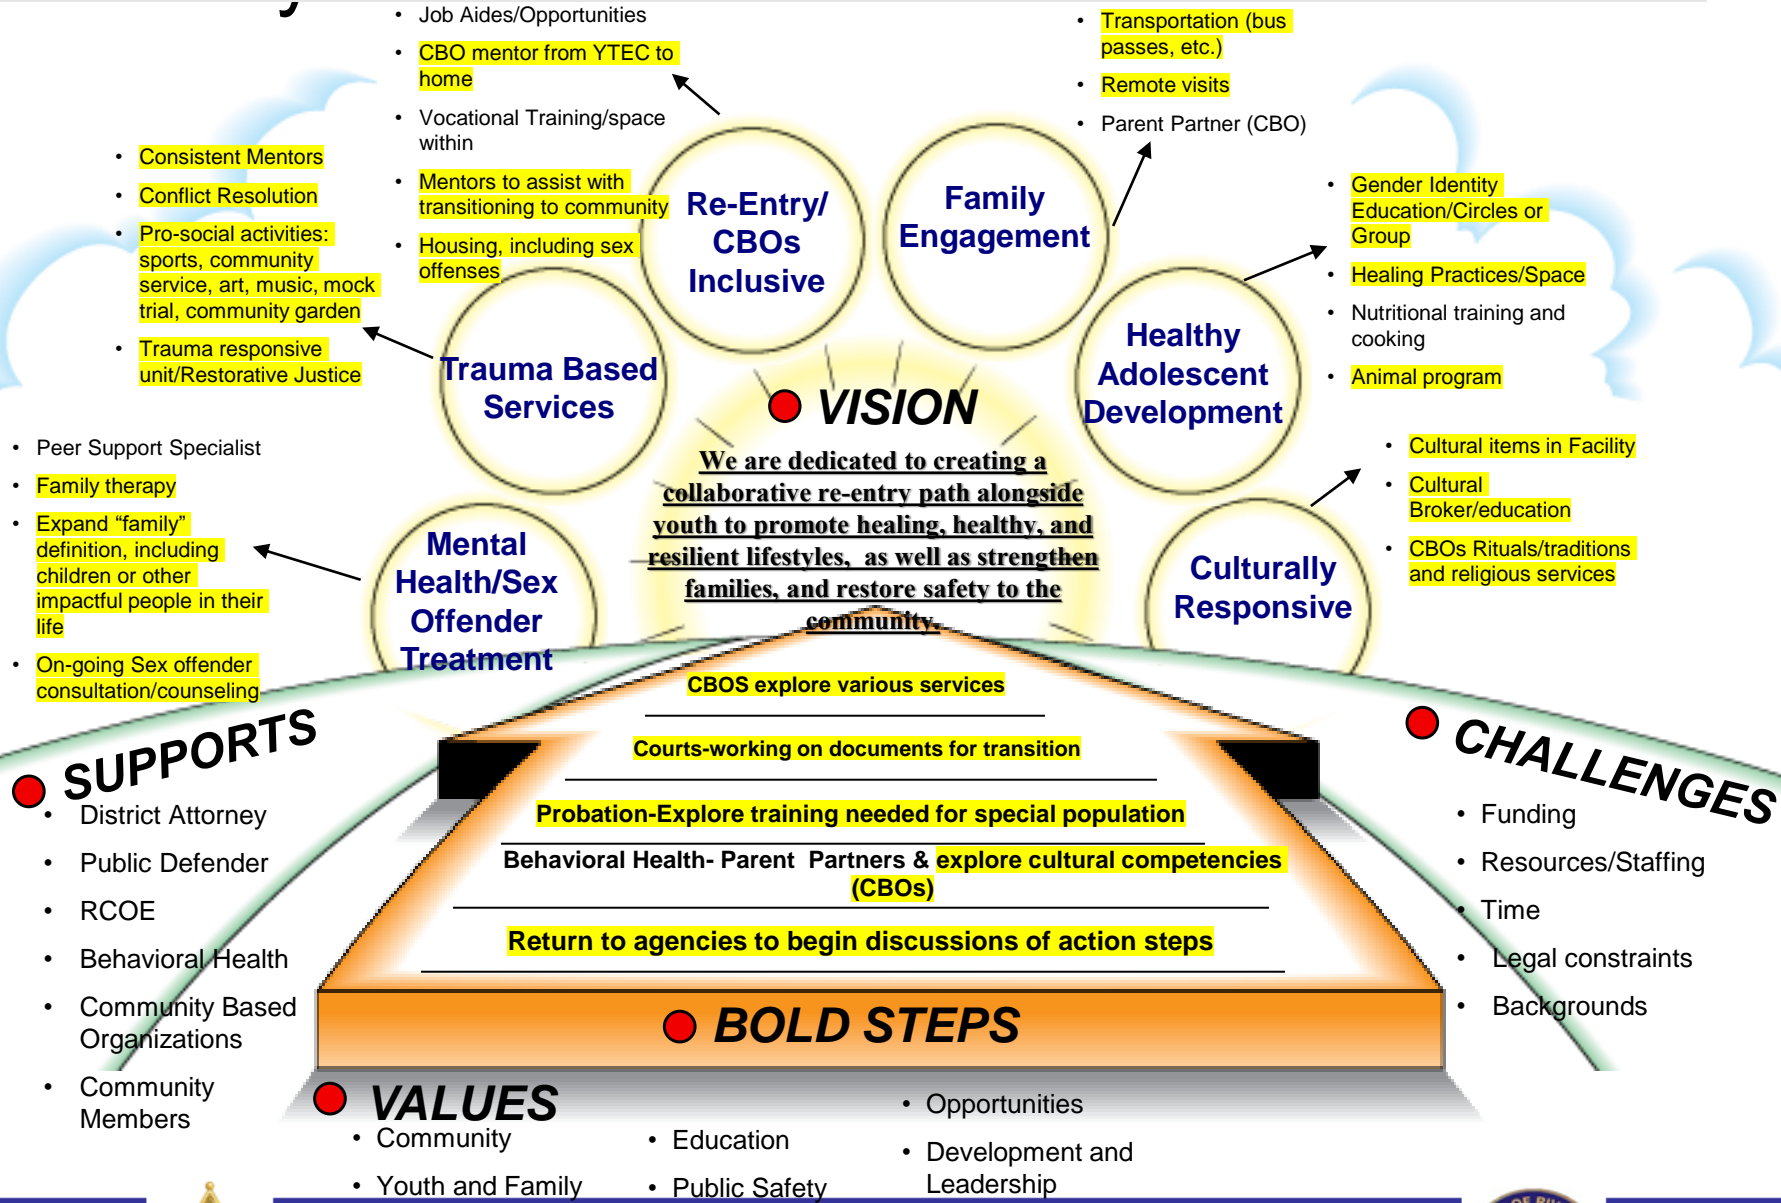 • Job Aides/Opportunities
• CBO mentor from YTEC to
home
• Vocational Training/space
within
• Mentors to assist with
transitioning to community
• Housing, including sex
offenses
• Transportation (bus
passes, etc.)
• Remote visits
• Parent Partner (CBO)
• Consistent Mentors
• Conflict Resolution
• Pro-social activities:
sports, community
service, art, music, mock
trial, community garden
• Trauma responsive
unit/Restorative Justice
Re-Entry/
CBOs
Inclusive
Family
Engagement
• Gender Identity
Education/Circles or
Group
• Healing Practices/Space
• Nutritional training and
cooking
• Animal program
Trauma Based
Services
Healthy
Adolescent
Development
• Peer Support Specialist
• Family therapy
• Expand “family”
definition, including
children or other
impactful people in their
life
• On-going Sex offender
consultation/counseling
Mental
Health/Sex
Offender
Treatment
VISION
We are dedicated to creating a
collaborative re-entry path alongside
youth to promote healing, healthy, and
resilient lifestyles, as well as strengthen
families, and restore safety to the
community.
• Cultural items in Facility
• Cultural
Broker/education
• CBOs Rituals/traditions
and religious services
Culturally
Responsive
CBOS explore various services
Courts-working on documents for transition
Probation-Explore training needed for special population
Behavioral Health- Parent Partners & explore cultural competencies
(CBOs)
Return to agencies to begin discussions of action steps
BOLD STEPS
SUPPORTS
• District Attorney
• Public Defender
• RCOE
• Behavioral Health
• Community Based
Organizations
• Community
Members
CHALLENGES
• Funding
• Resources/Staffing
• Time
• Legal constraints
• Backgrounds
VALUES
• Community
• Youth and Family
• Education
• Public Safety
• Opportunities
• Development and
Leadership